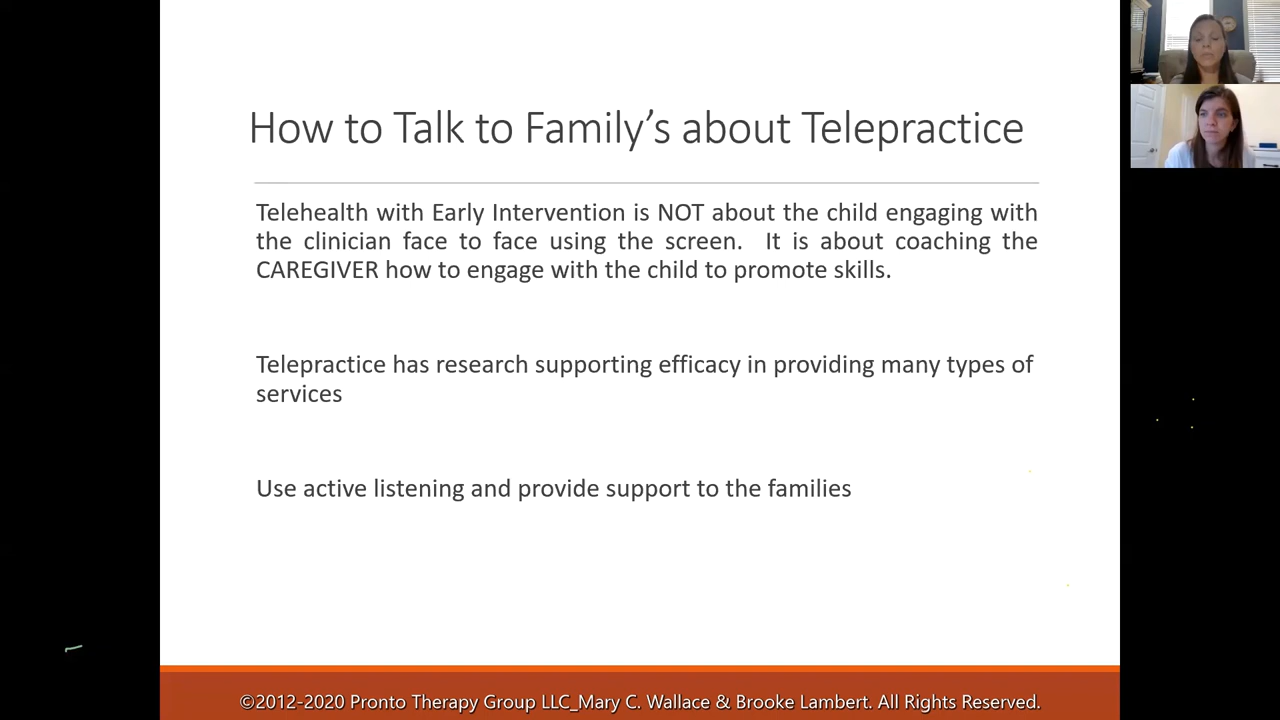 How to Talk to Family’s about Telepractice
Telehealth with Early Intervention is NOT about the child engaging with
the clinician face to face using the screen. It is about coaching the
CAREGIVER how to engage with the child to promote skills.
Telepractice has research supporting efficacy in providing many types of
services
Use active listening and provide support to the families
©2012-2020 Pronto Therapy Group LLC_Mary C. Wallace & Brooke Lambert. All Rights Reserved.